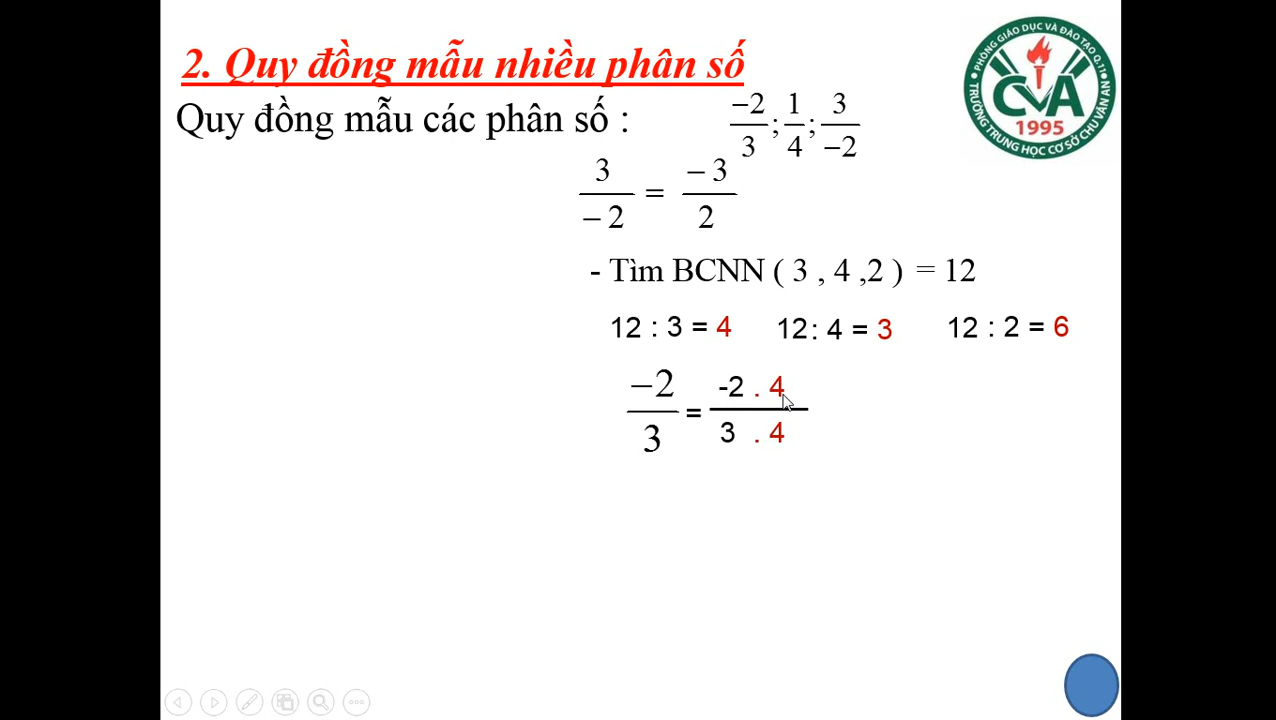 2. Quy đồng mẫu nhiều phân số
Quy đồng mẫu các phân số : −2/3 ; 1/4 ; 3/−2
3/−2 = −3/2
- Tìm BCNN ( 3 , 4 ,2 ) = 12
12 : 3 = 4 12 : 4 = 3 12 : 2 = 6
−2/3 = -2 . 4/3 . 4
PHÒNG GIÁO DỤC VÀ ĐÀO TẠO Q.11
CVA
1995
TRƯỜNG TRUNG HỌC CƠ SỞ CHU VĂN AN